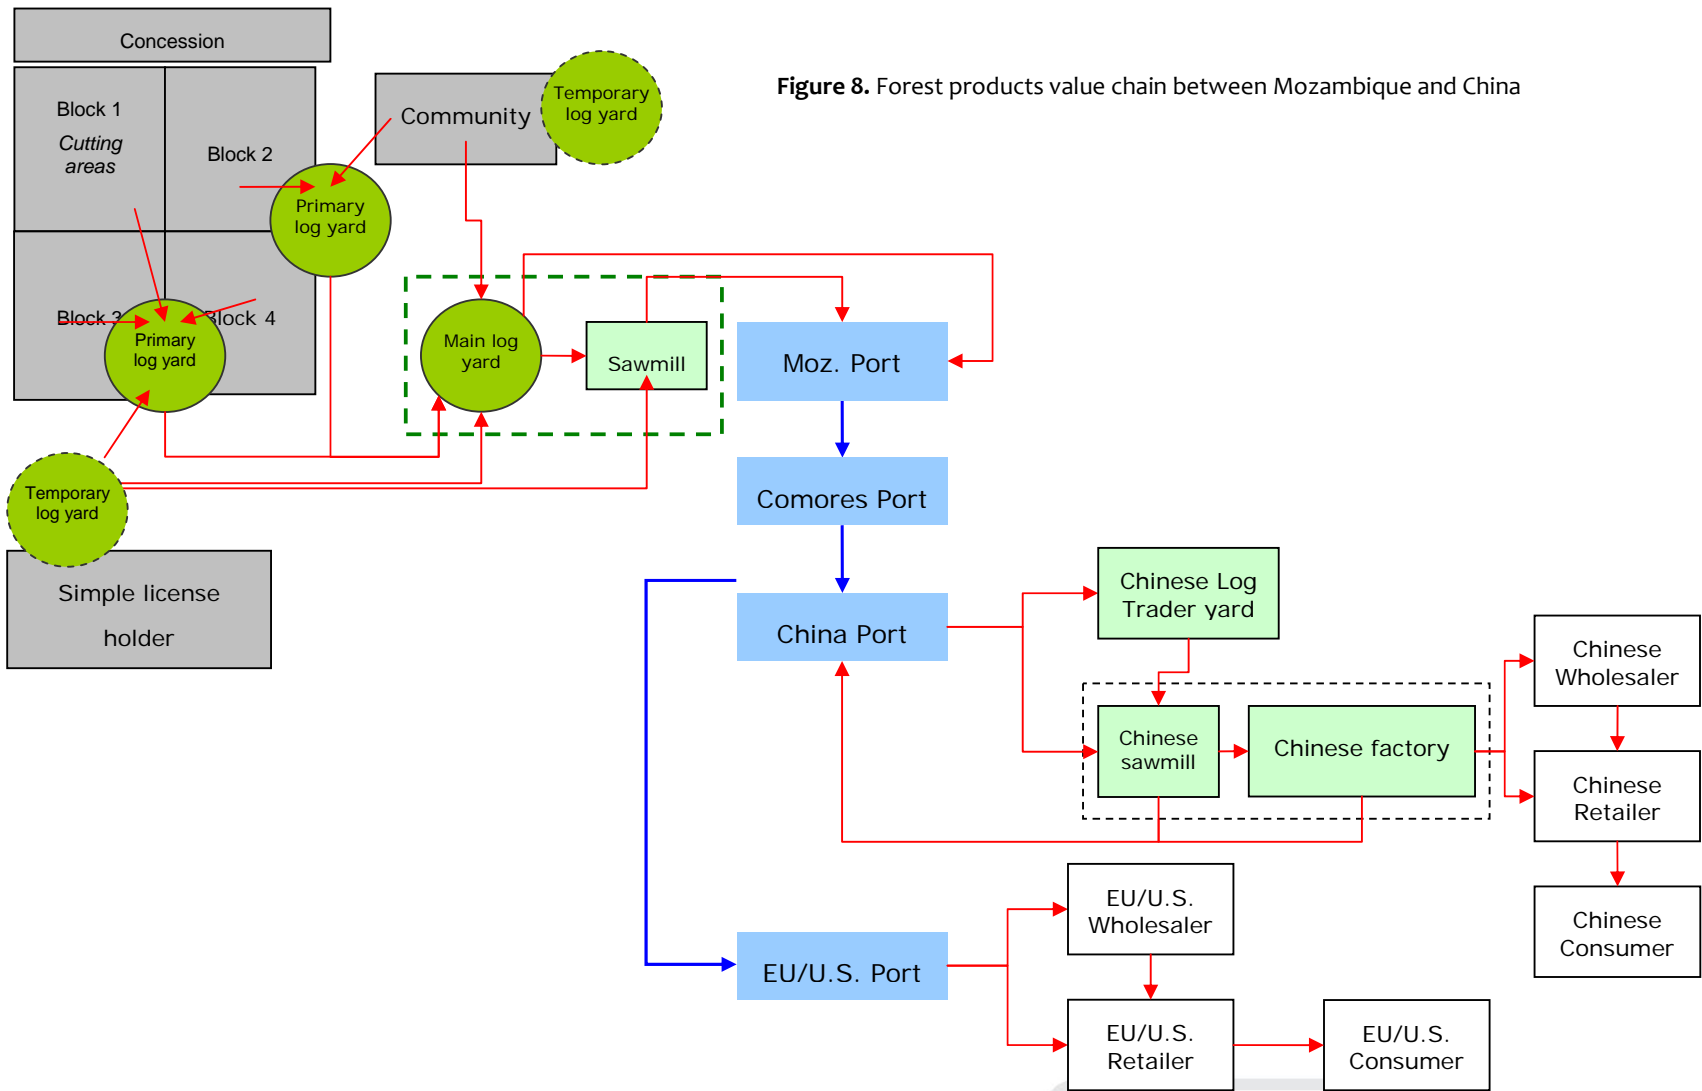 Concession
Figure 8. Forest products value chain between Mozambique and China
Block 1
Cutting
areas
Block 2
Community
Temporary
log yard
Primary
log yard
Block 3
Block 4
Primary
log yard
Main log
yard
Sawmill
Moz. Port
Temporary
log yard
Comores Port
Simple license
holder
China Port
Chinese Log
Trader yard
Chinese
sawmill
Chinese factory
Chinese
Wholesaler
Chinese
Retailer
Chinese
Consumer
EU/U.S. Port
EU/U.S.
Wholesaler
EU/U.S.
Retailer
EU/U.S.
Consumer